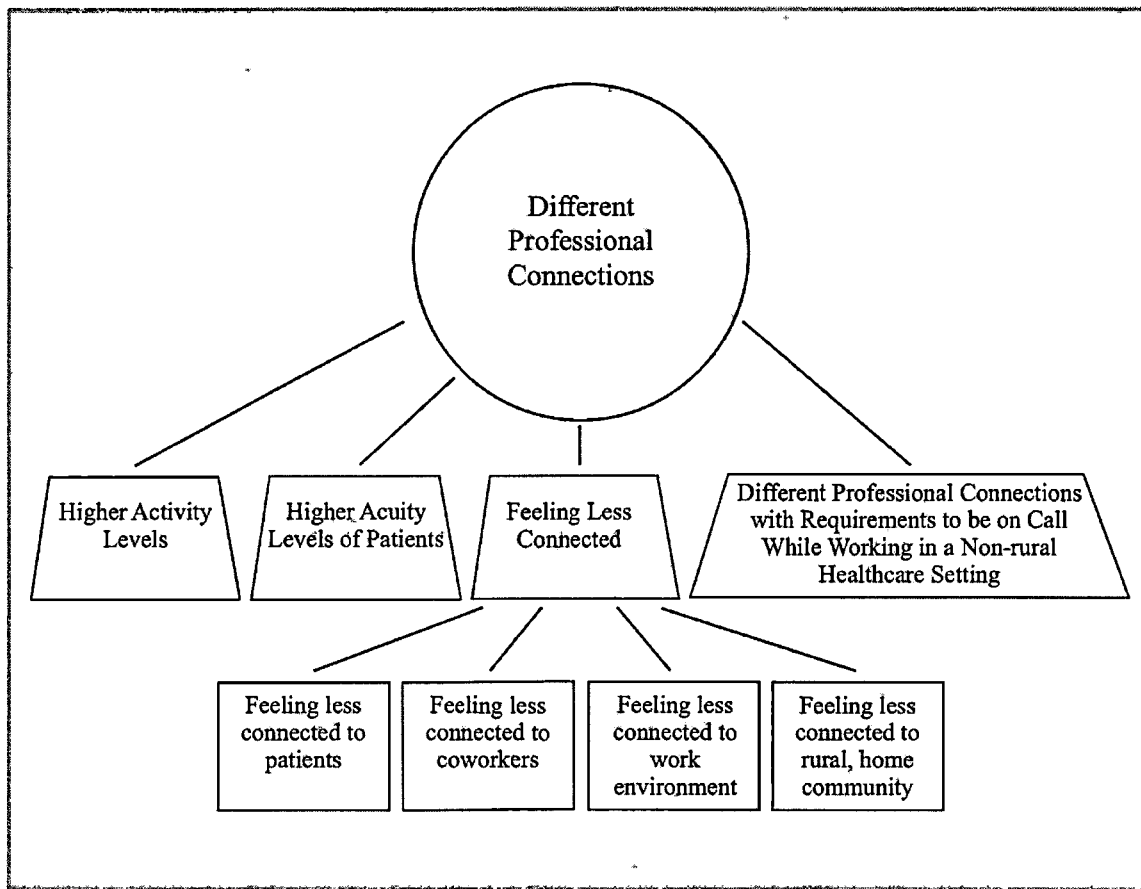 Different
Professional
Connections
Higher Activity
Levels
Higher Acuity
Levels of Patients
Feeling Less
Connected
Different Professional Connections
with Requirements to be on Call
While Working in a Non-rural
Healthcare Setting
Feeling less
connected to
patients
Feeling less
connected to
coworkers
Feeling less
connected to
work
environment
Feeling less
connected to
rural, home
community